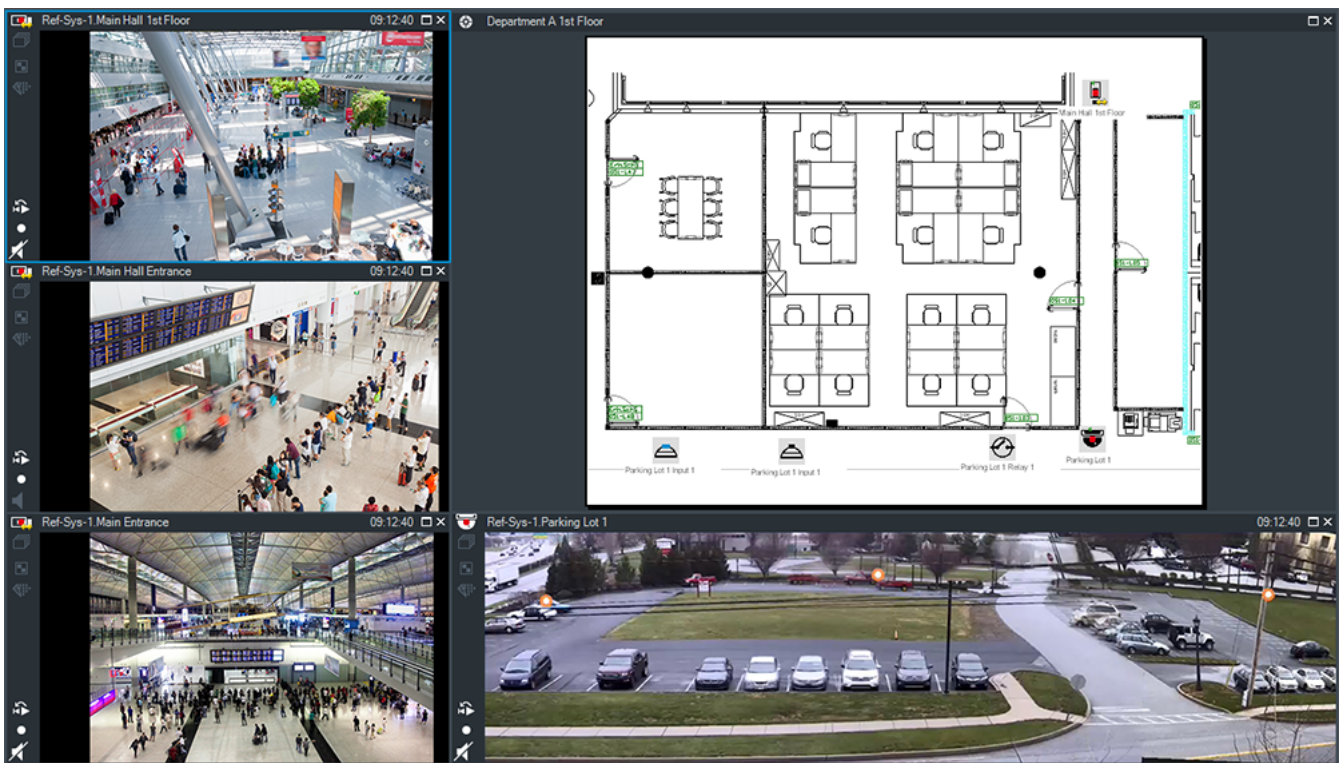 Ref-Sys-1.Main Hall 1st Floor
09:12:40
Department A 1st Floor
Main Hall 1st Floor
Ref-Sys-1.Main Hall Entrance
09:12:40
Parking Lot 1 Input 1
Parking Lot 1 Input 1
Parking Lot 1 Relay 1
Parking Lot 1
Ref-Sys-1.Main Entrance
09:12:40
Ref-Sys-1.Parking Lot 1
09:12:40